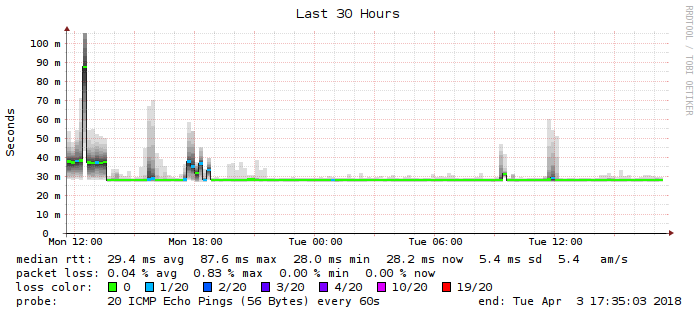 Last 30 Hours
RRDTOOL / TOBI OETIKER
Seconds
100 m
90 m
80 m
70 m
60 m
50 m
40 m
30 m
20 m
10 m
0
Mon 12:00 Mon 18:00 Tue 00:00 Tue 06:00 Tue 12:00
median rtt: 29.4 ms avg 87.6 ms max 28.0 ms min 28.2 ms now 5.4 ms sd 5.4 am/s
packet loss: 0.04 % avg 0.83 % max 0.00 % min 0.00 % now
loss color: 0 1/20 2/20 3/20 4/20 10/20 19/20
probe: 20 ICMP Echo Pings (56 Bytes) every 60s end: Tue Apr 3 17:35:03 2018